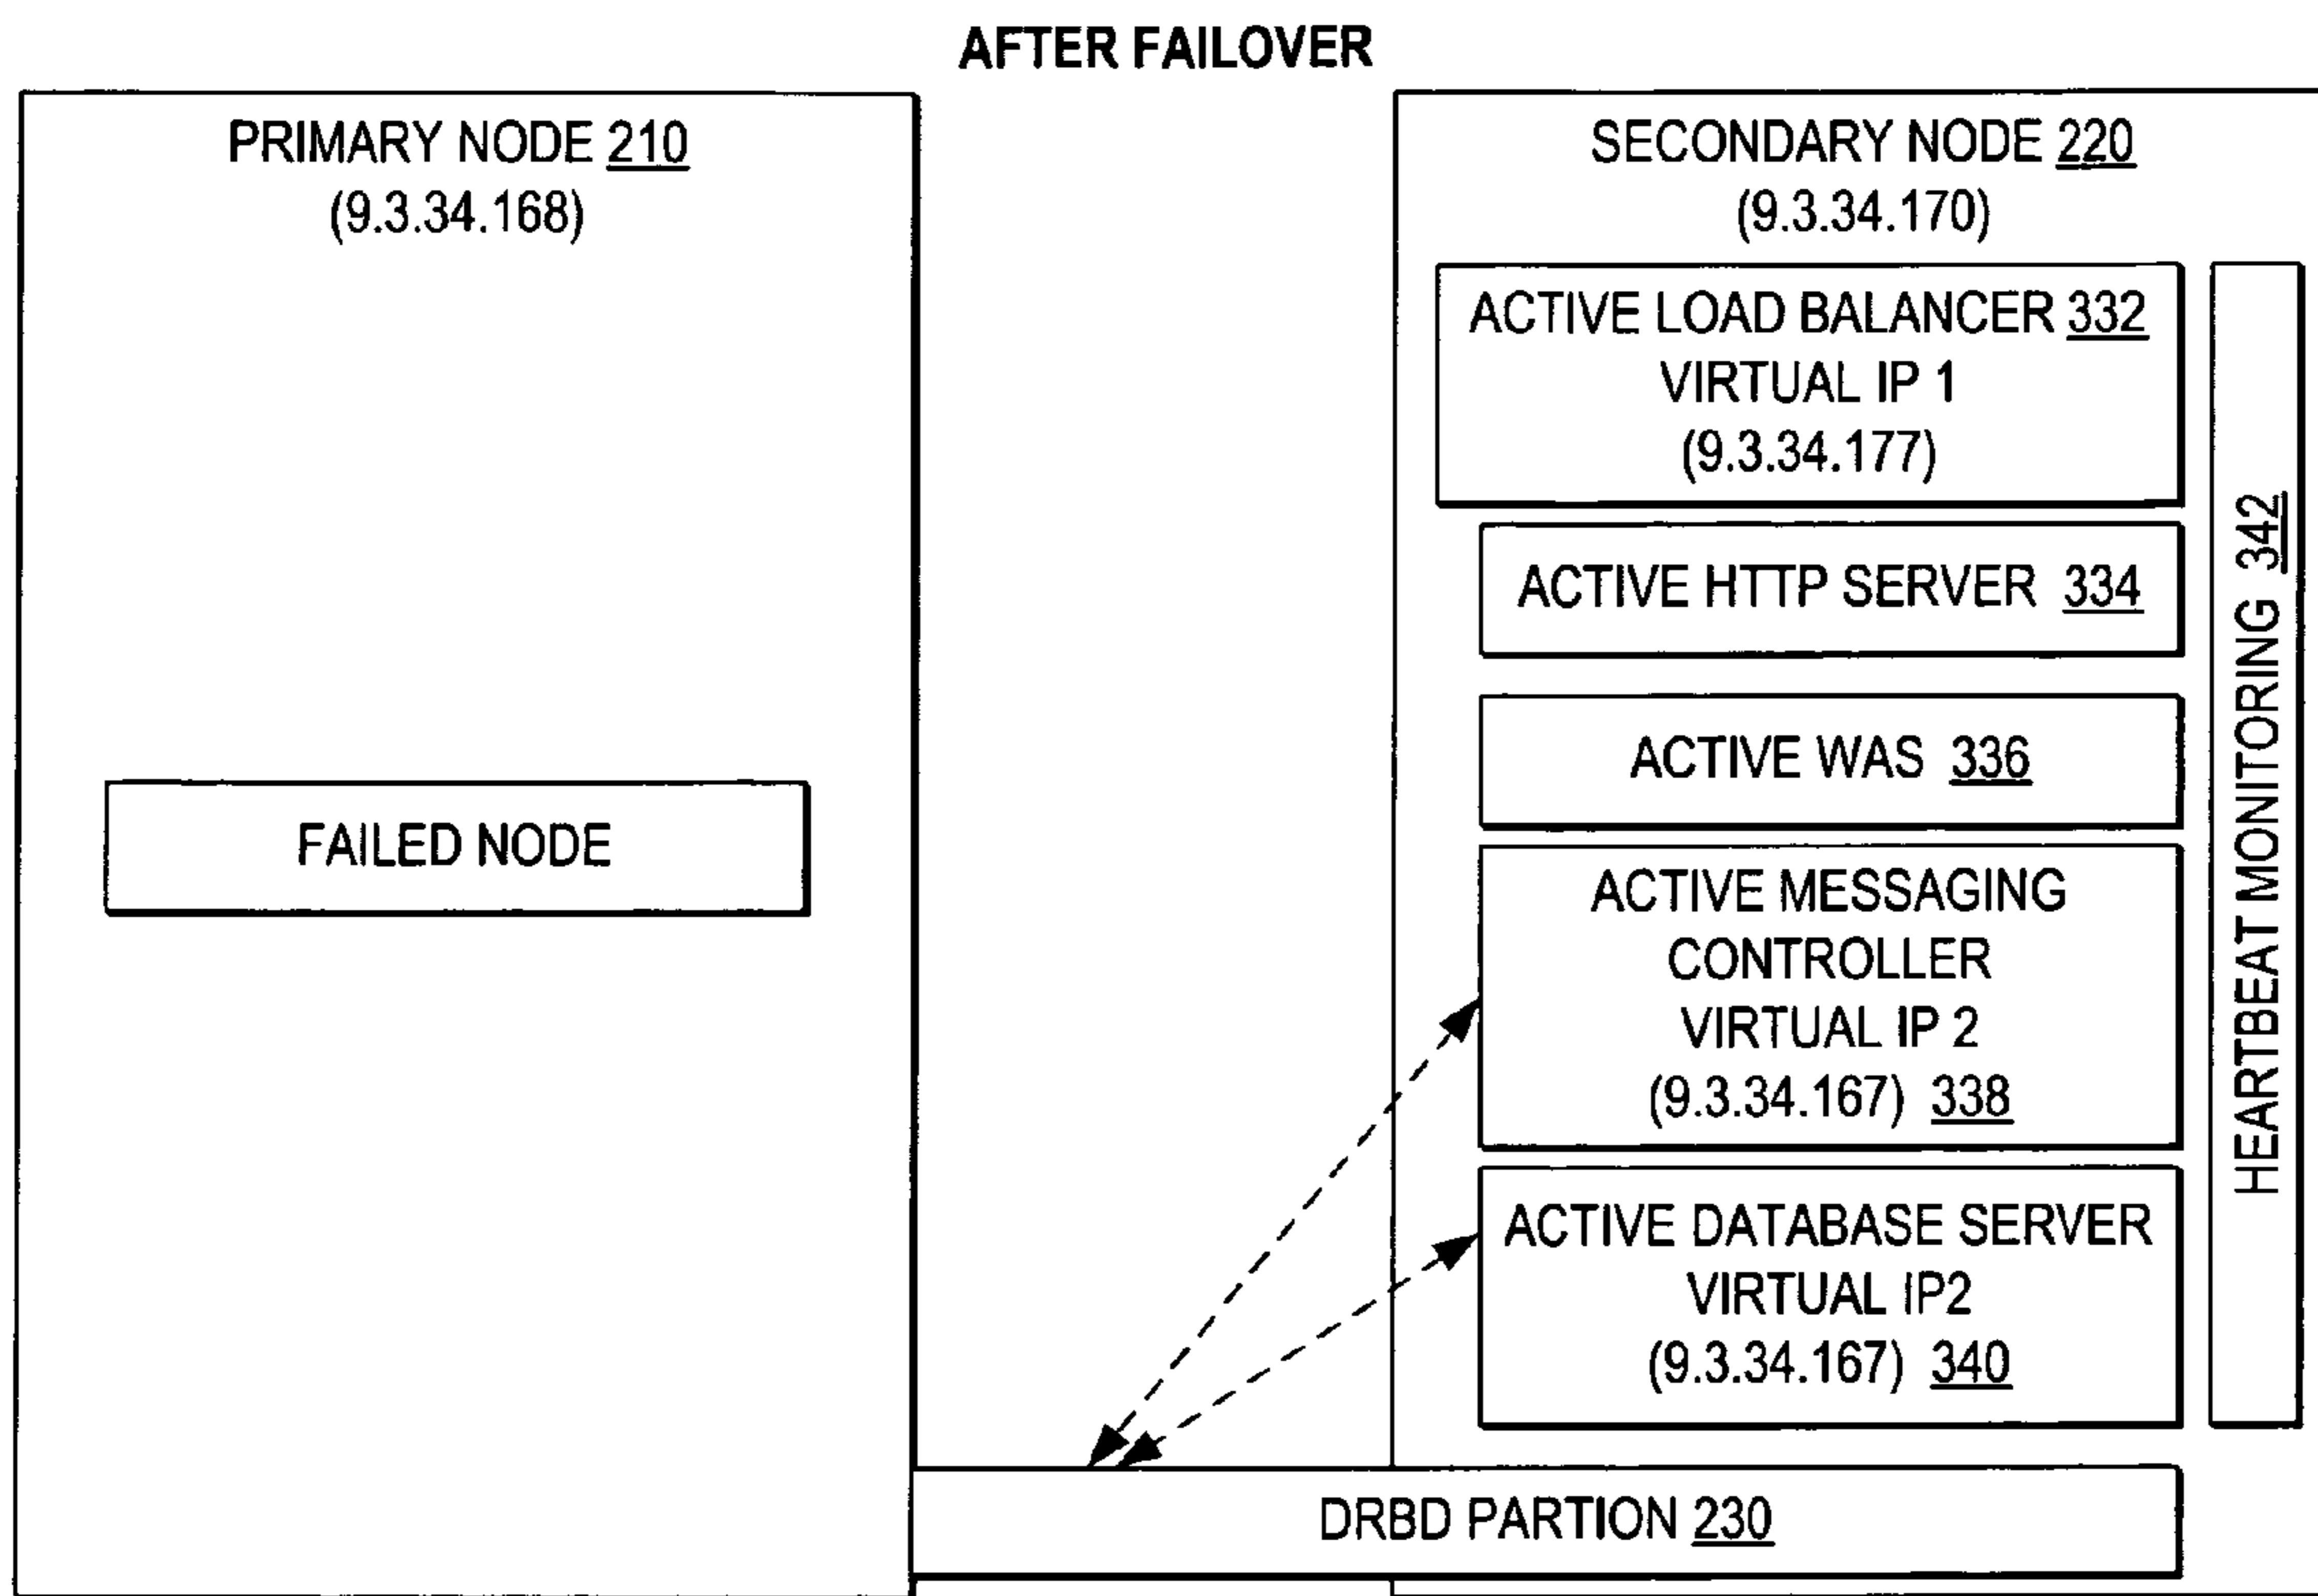 AFTER FAILOVER
PRIMARY NODE 210
(9.3.34.168)
FAILED NODE
SECONDARY NODE 220
(9.3.34.170)
ACTIVE LOAD BALANCER 332
VIRTUAL IP 1
(9.3.34.177)
ACTIVE HTTP SERVER 334
ACTIVE WAS 336
ACTIVE MESSAGING
CONTROLLER
VIRTUAL IP 2
(9.3.34.167) 338
ACTIVE DATABASE SERVER
VIRTUAL IP2
(9.3.34.167) 340
HEARTBEAT MONITORING 342
DRBD PARTION 230